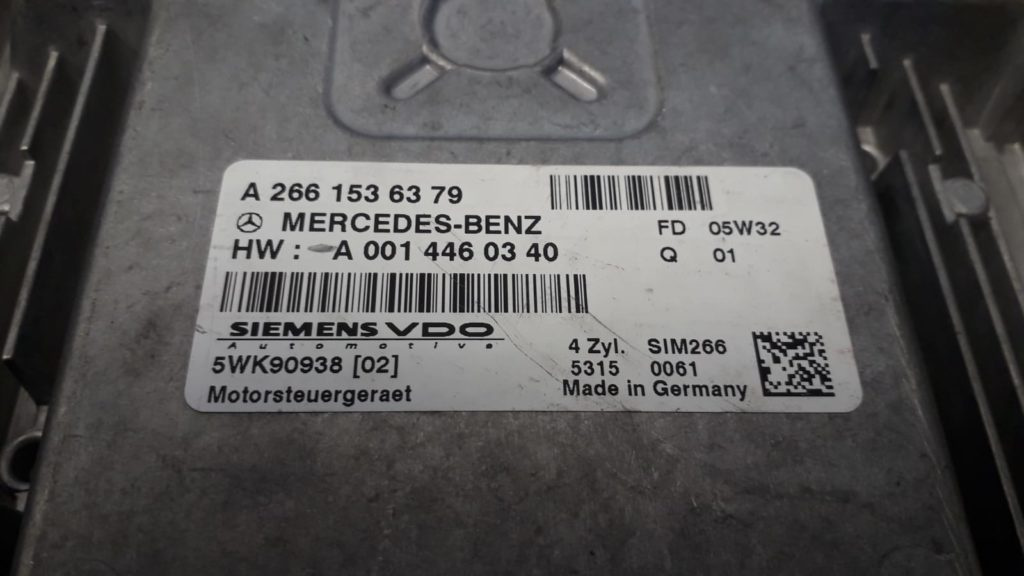 A 266 153 63 79
MERCEDES-BENZ
FD 05W32
HW : A 001 446 03 40
Q 01
SIEMENS VDO
Automotive
4 Zyl. SIM266
5WK90938 [02]
5315 0061
Motorsteuergeraet
Made in Germany